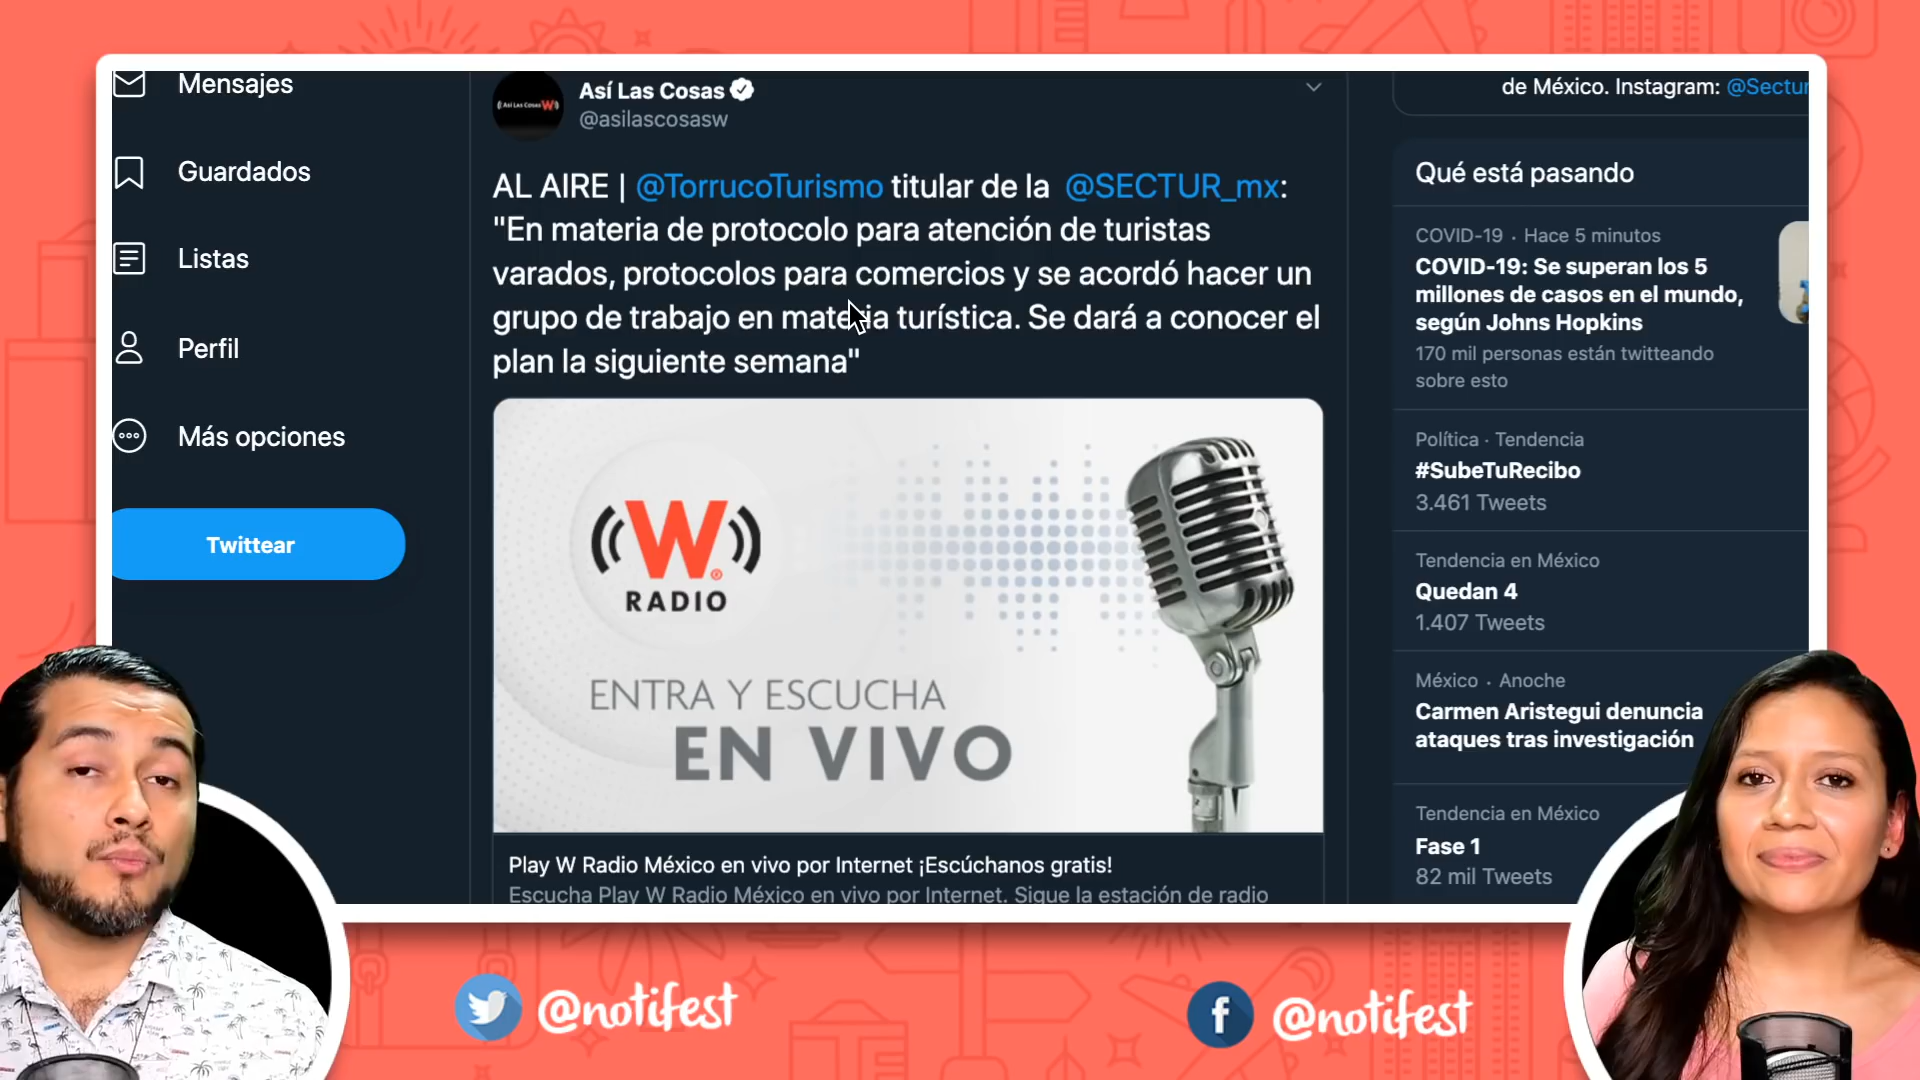 Mensajes
Guardados
Listas
Perfil
Más opciones
Twittear
Así Las Cosas
@asilascosasw
((Así Las Cosas W))
AL AIRE | @TorrucoTurismo titular de la @SECTUR_mx:
"En materia de protocolo para atención de turistas
varados, protocolos para comercios y se acordó hacer un
grupo de trabajo en materia turística. Se dará a conocer el
plan la siguiente semana"
W
RADIO
ENTRA Y ESCUCHA
EN VIVO
Play W Radio México en vivo por Internet ¡Escúchanos gratis!
Escucha Play W Radio México en vivo por Internet. Sigue la estación de radio
de México. Instagram: @Sectur
Qué está pasando
COVID-19 · Hace 5 minutos
COVID-19: Se superan los 5
millones de casos en el mundo,
según Johns Hopkins
170 mil personas están twitteando
sobre esto
Política · Tendencia
#SubeTuRecibo
3.461 Tweets
Tendencia en México
Quedan 4
1.407 Tweets
México · Anoche
Carmen Aristegui denuncia
ataques tras investigación
Tendencia en México
Fase 1
82 mil Tweets
@notifest
@notifest